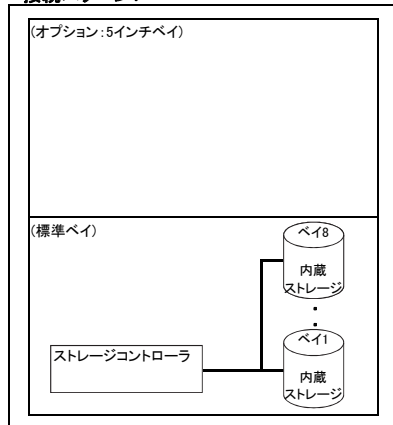 (オプション:5インチベイ)
(標準ベイ)
ベイ8
内蔵
ストレージ
ベイ1
内蔵
ストレージ
ストレージコントローラ